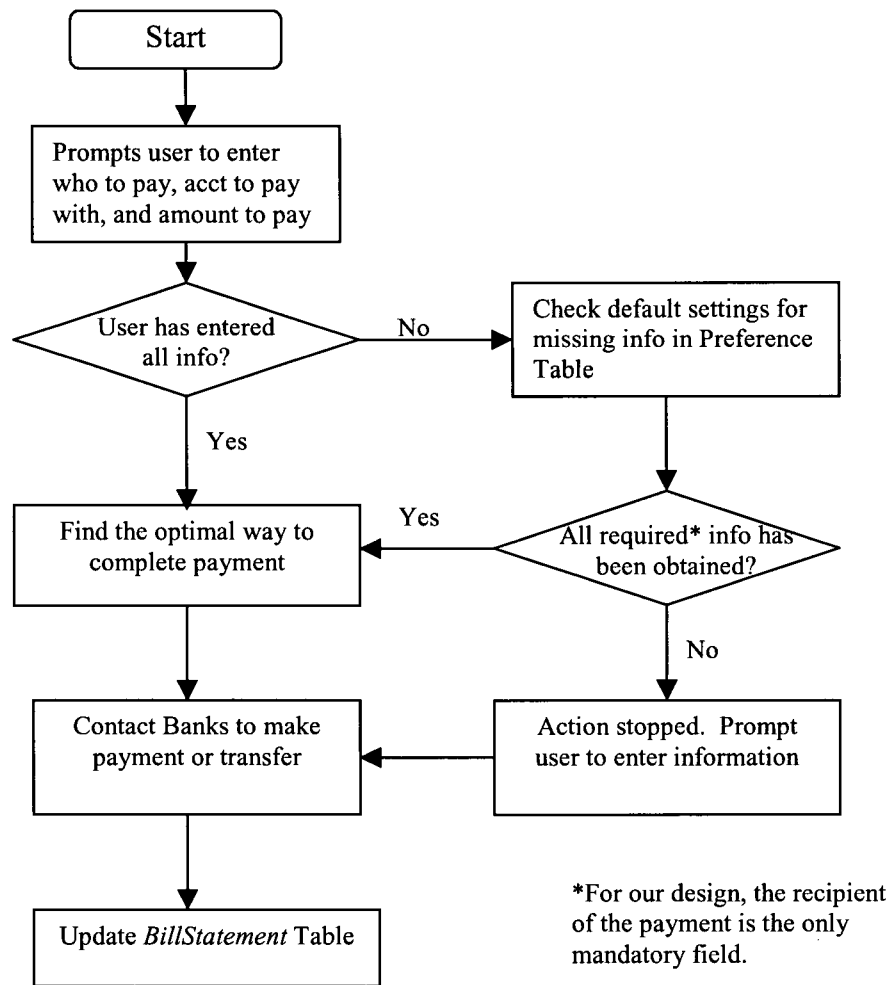 Start
Prompts user to enter
who to pay, acct to pay
with, and amount to pay
User has entered
all info?
No
Check default settings for
missing info in Preference
Table
Yes
Find the optimal way to
complete payment
Yes
All required* info has
been obtained?
No
Contact Banks to make
payment or transfer
Action stopped. Prompt
user to enter information
Update BillStatement Table
*For our design, the recipient
of the payment is the only
mandatory field.